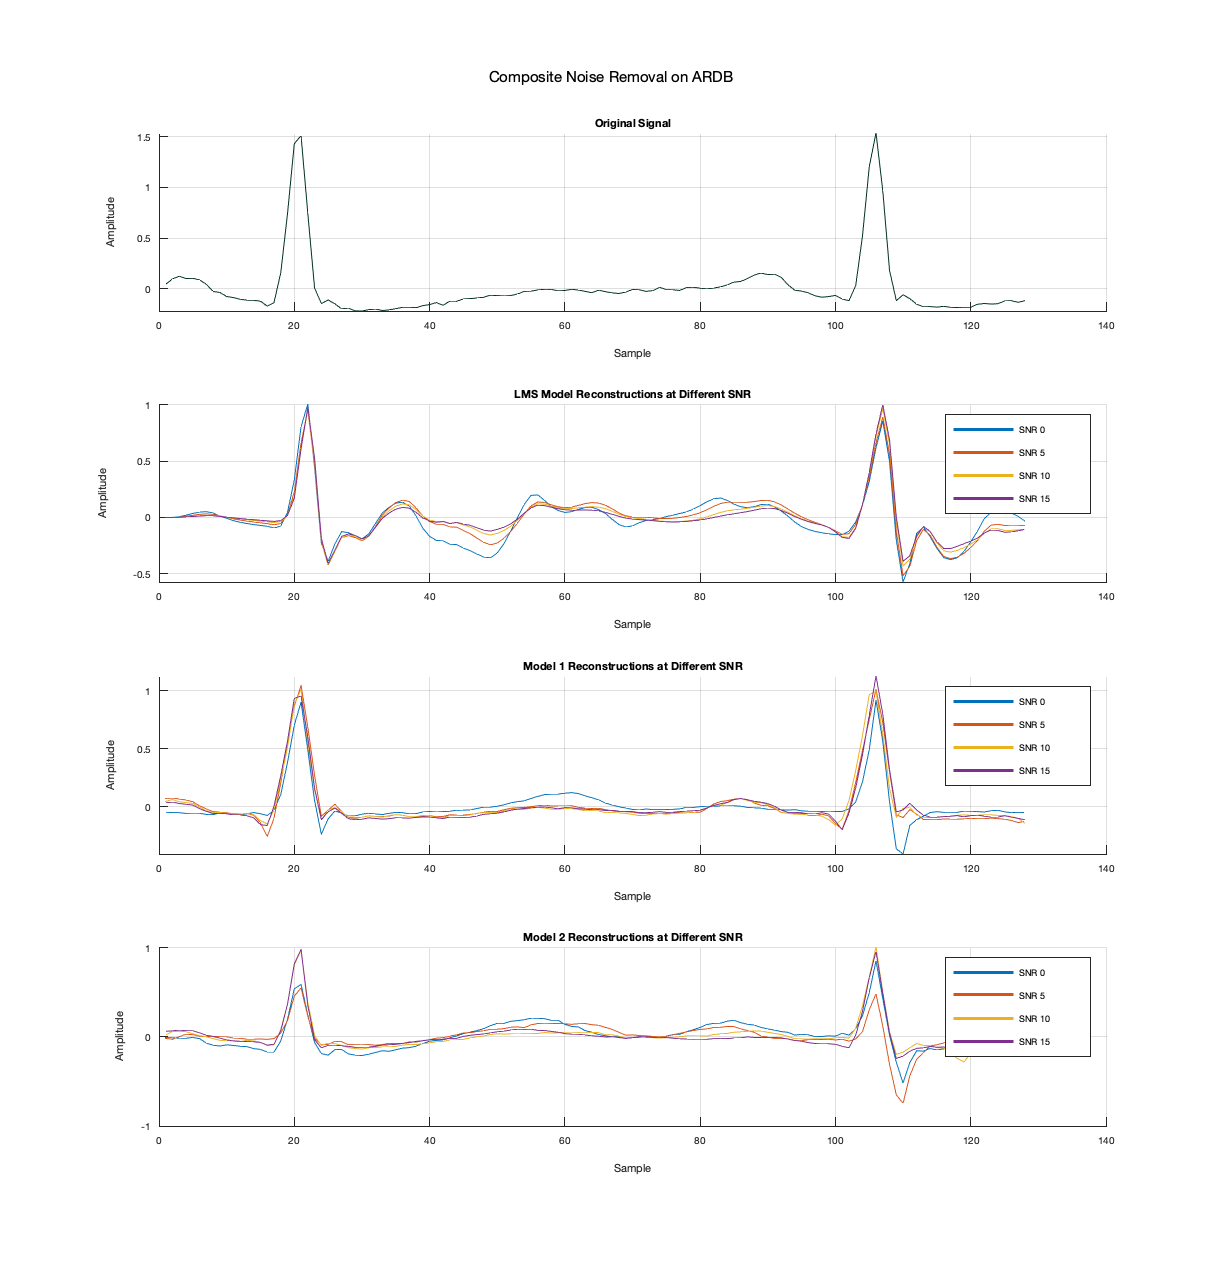 Composite Noise Removal on ARDB
Original Signal
1.5
1
0.5
0
Amplitude
0 20 40 60 80 100 120 140
Sample
LMS Model Reconstructions at Different SNR
1
0.5
0
-0.5
Amplitude
SNR 0
SNR 5
SNR 10
SNR 15
0 20 40 60 80 100 120 140
Sample
Model 1 Reconstructions at Different SNR
1
0.5
0
Amplitude
SNR 0
SNR 5
SNR 10
SNR 15
0 20 40 60 80 100 120 140
Sample
Model 2 Reconstructions at Different SNR
1
0
-1
Amplitude
SNR 0
SNR 5
SNR 10
SNR 15
0 20 40 60 80 100 120 140
Sample